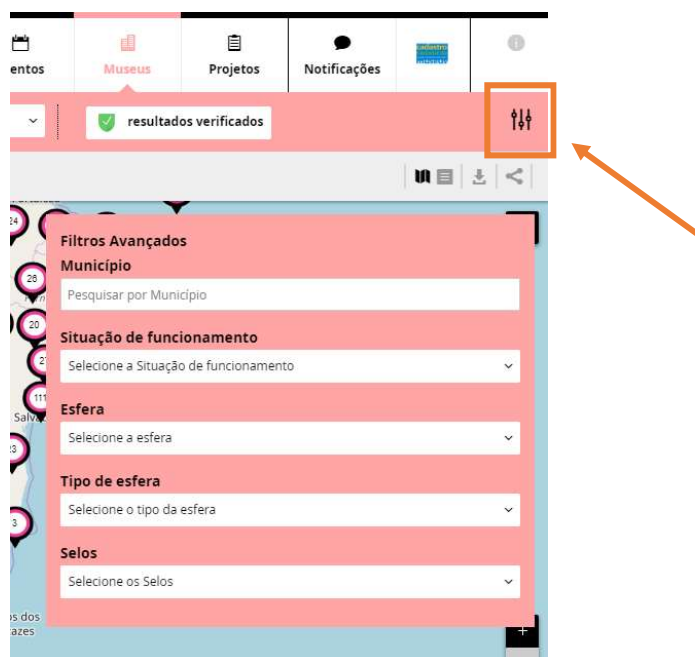 entos
Museus
Projetos
Notificações
resultados verificados
24
26
20
111
Salv
3
Filtros Avançados
Município
Pesquisar por Município
Situação de funcionamento
Selecione a Situação de funcionamento
Esfera
Selecione a esfera
Tipo de esfera
Selecione o tipo da esfera
Selos
Selecione os Selos
s dos
azes
+